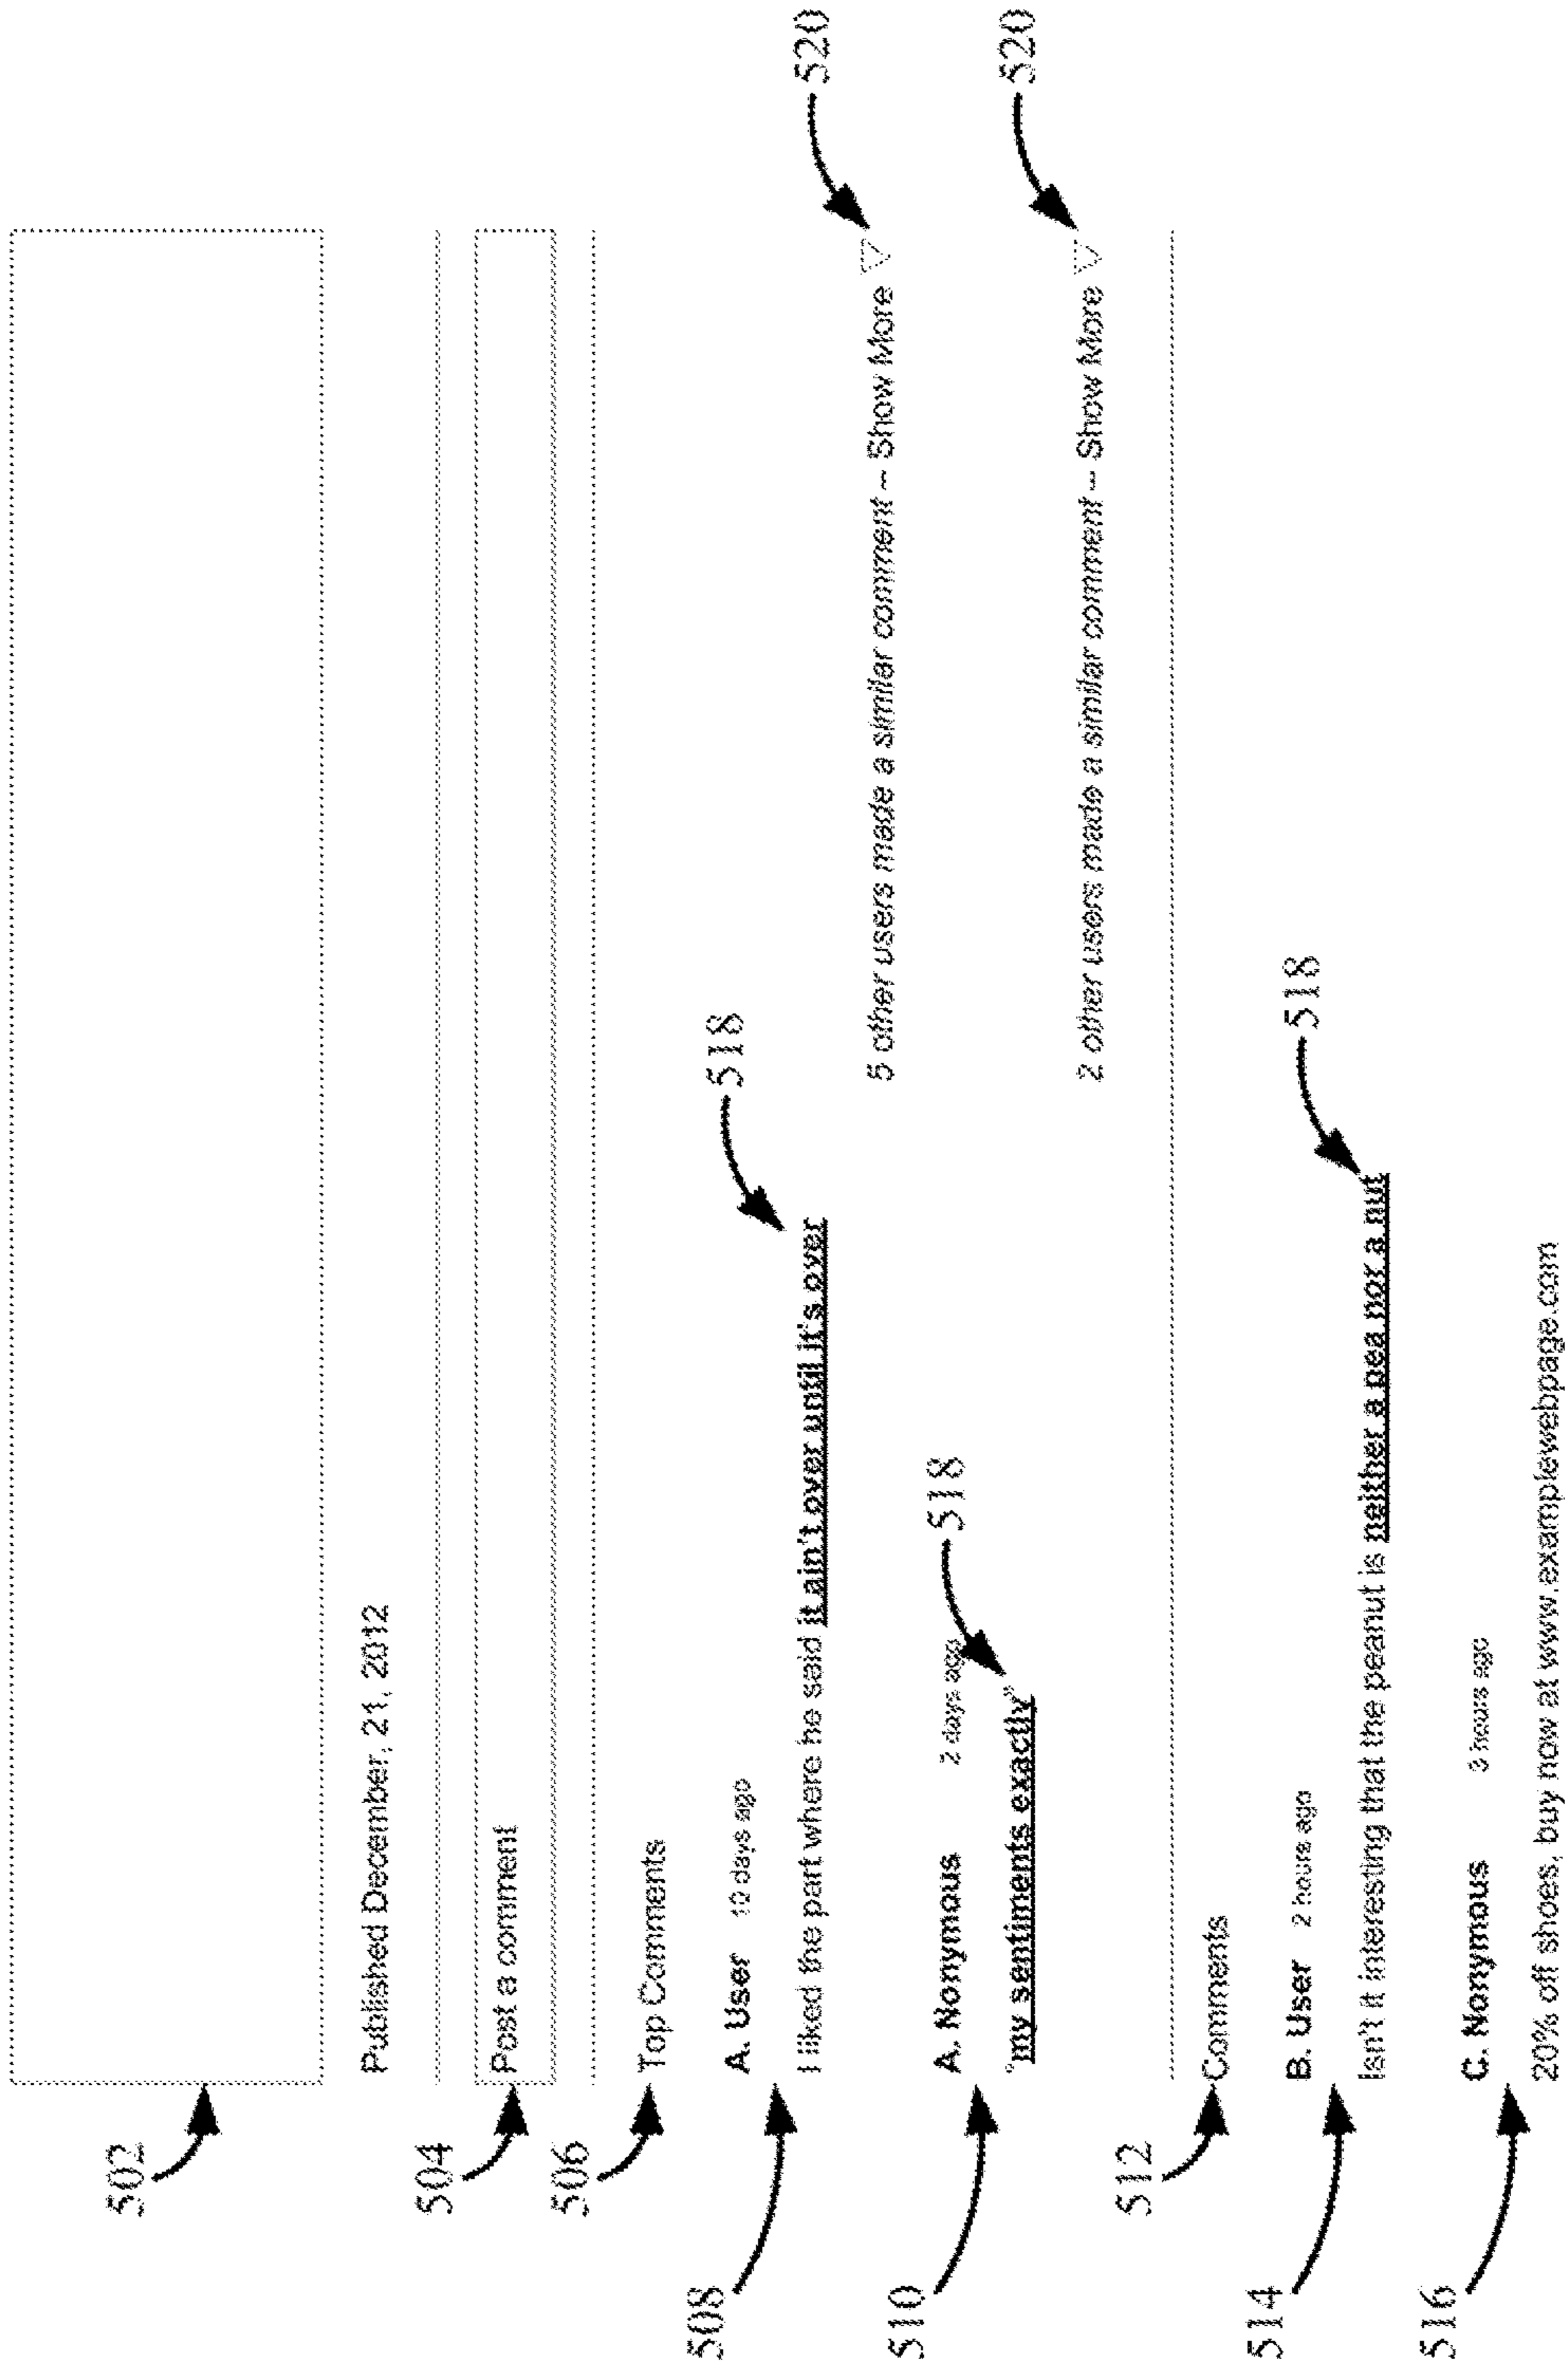 502
Published December, 21, 2012
504
Post a comment
506
Top Comments
508
A. User 10 days ago
518
I liked the part where he said it ain't over until it's over
520
5 other users made a similar comment – Show More
510
A. Nonymous 2 days ago
518
"my sentiments exactly"
520
2 other users made a similar comment – Show More
512
Comments
514
B. User 2 hours ago
518
Isn't it interesting that the peanut is neither a pea nor a nut
516
C. Nonymous 3 hours ago
20% off shoes, buy now at www.examplewebpage.com